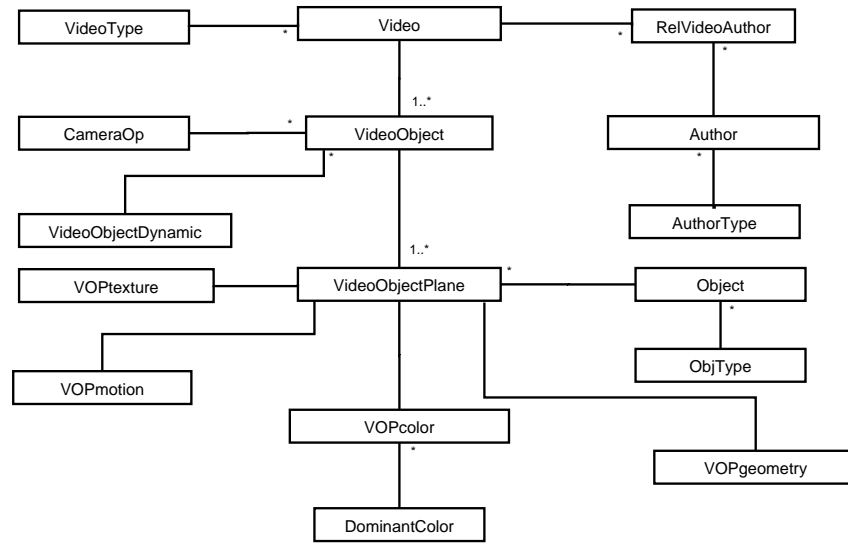 VideoType
Video
RelVideoAuthor
*
*
*
1..*
CameraOp
*
VideoObject
Author
*
*
VideoObjectDynamic
AuthorType
1..*
VOPtexture
VideoObjectPlane
*
Object
*
VOPmotion
ObjType
VOPcolor
*
VOPgeometry
DominantColor